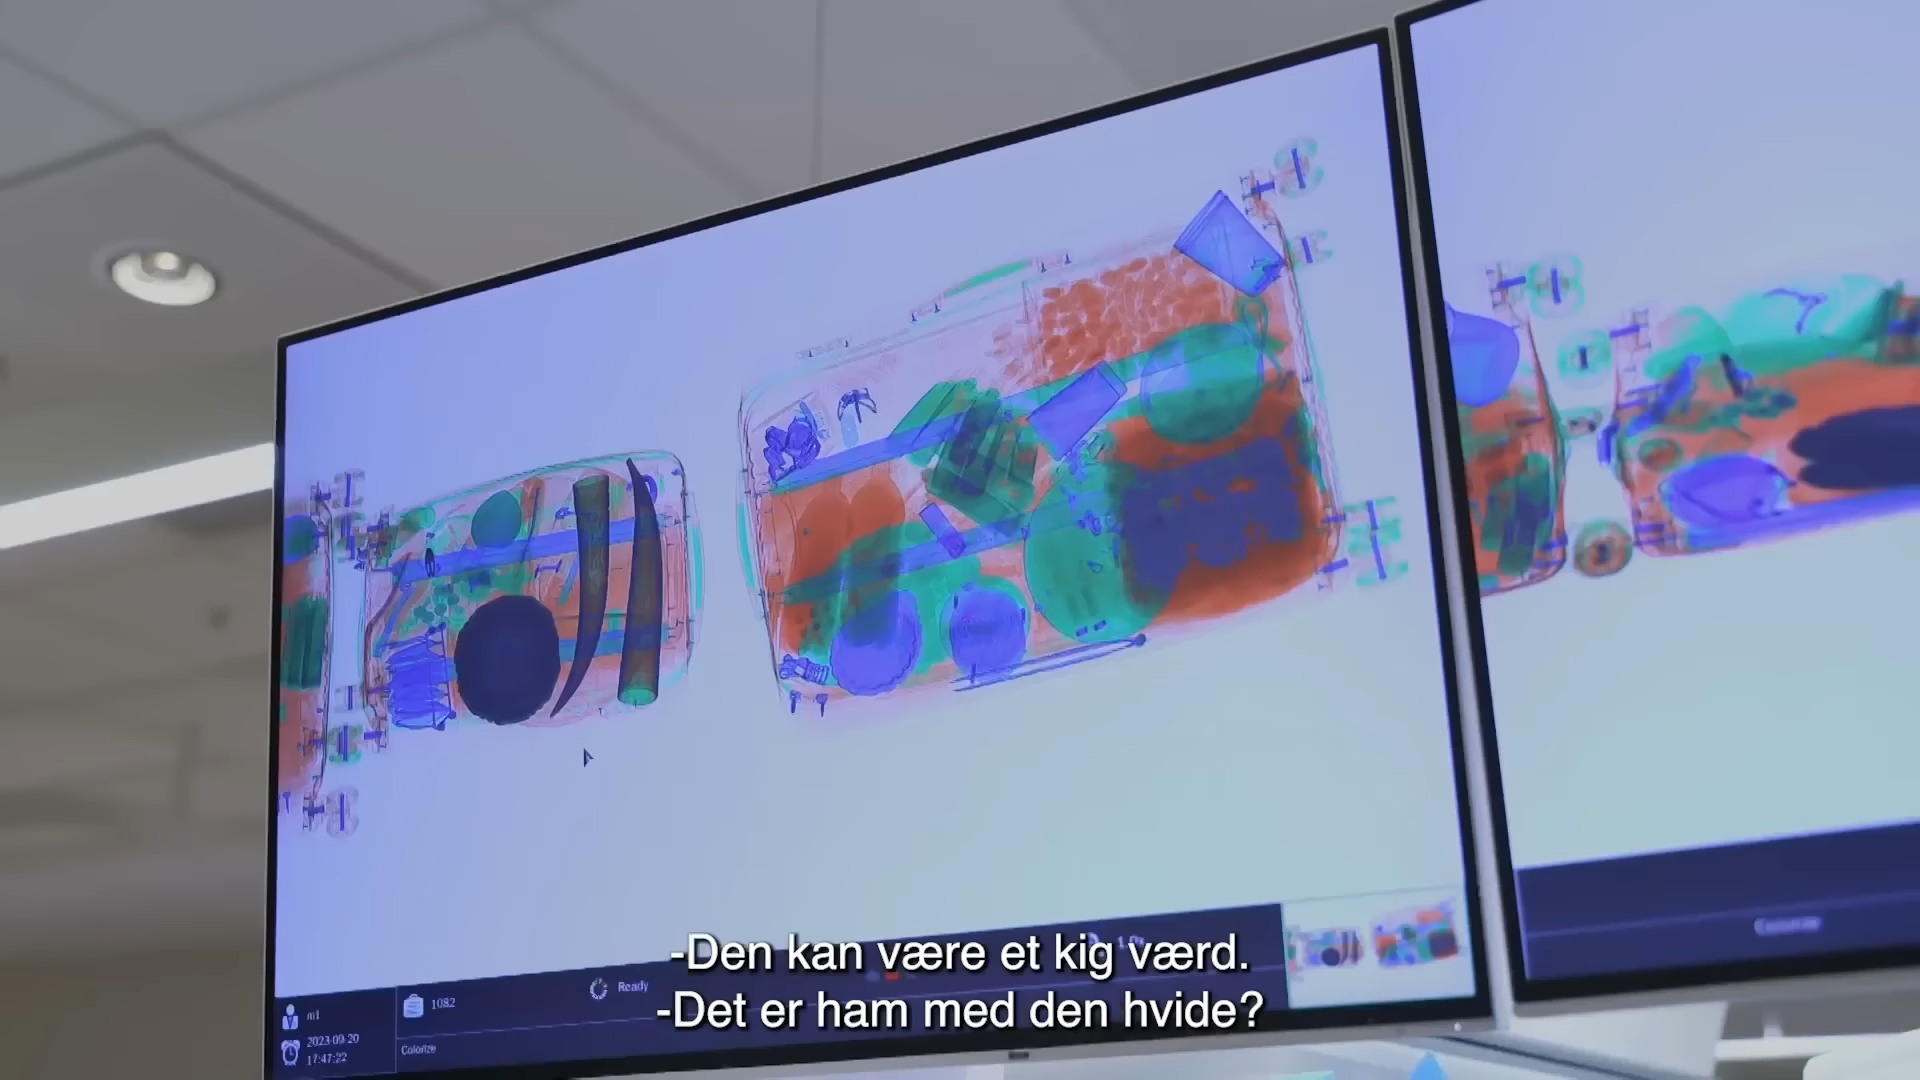 -Den kan være et kig værd.
-Det er ham med den hvide?
Ready
1082
m1
2023-09-20
17:47:22
Colorize